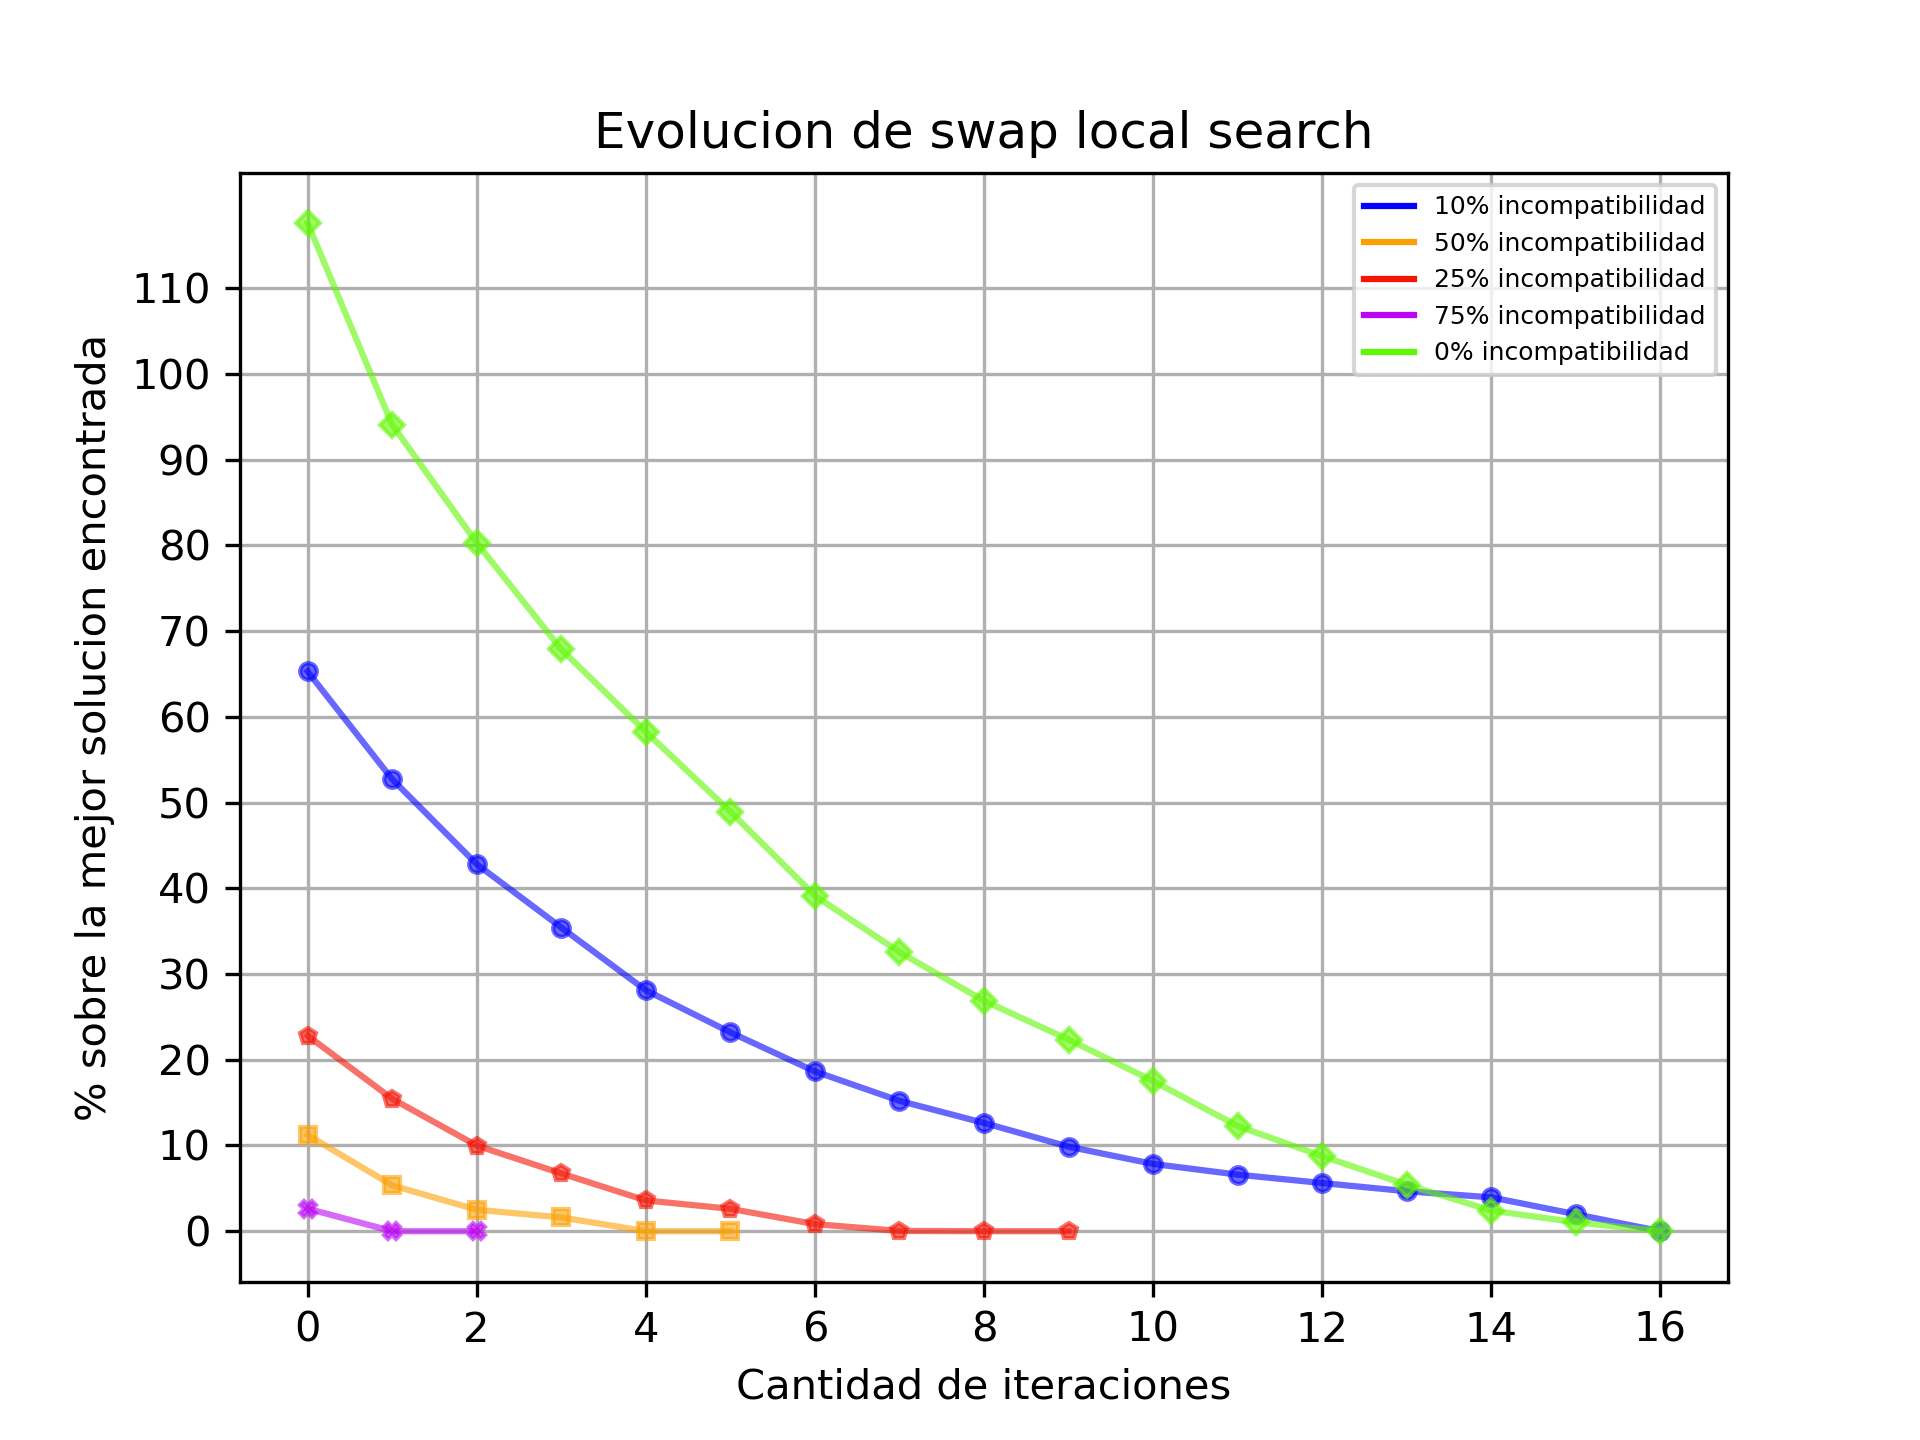 Evolucion de swap local search
10% incompatibilidad
50% incompatibilidad
25% incompatibilidad
75% incompatibilidad
0% incompatibilidad
% sobre la mejor solucion encontrada
110
100
90
80
70
60
50
40
30
20
10
0
0 2 4 6 8 10 12 14 16
Cantidad de iteraciones